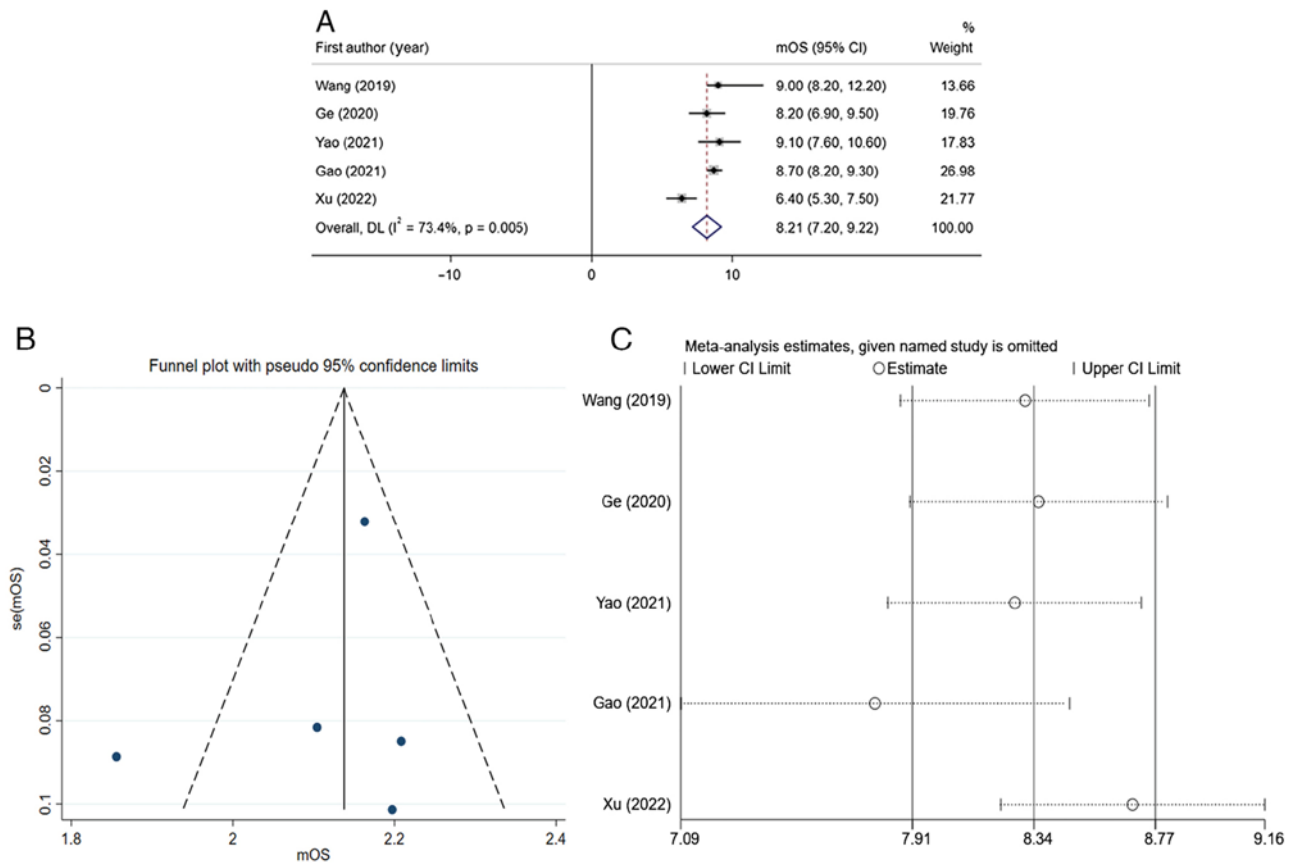 A
%
First author (year) mOS (95% CI) Weight
Wang (2019) 9.00 (8.20, 12.20) 13.66
Ge (2020) 8.20 (6.90, 9.50) 19.76
Yao (2021) 9.10 (7.60, 10.60) 17.83
Gao (2021) 8.70 (8.20, 9.30) 26.98
Xu (2022) 6.40 (5.30, 7.50) 21.77
Overall, DL (I² = 73.4%, p = 0.005) 8.21 (7.20, 9.22) 100.00
−10 0 10
B
Funnel plot with pseudo 95% confidence limits
0
0.02
0.04
0.06
0.08
0.1
se(mOS)
1.8 2 2.2 2.4
mOS
C
Meta-analysis estimates, given named study is omitted
| Lower CI Limit ○ Estimate | Upper CI Limit
Wang (2019)
Ge (2020)
Yao (2021)
Gao (2021)
Xu (2022)
7.09 7.91 8.34 8.77 9.16